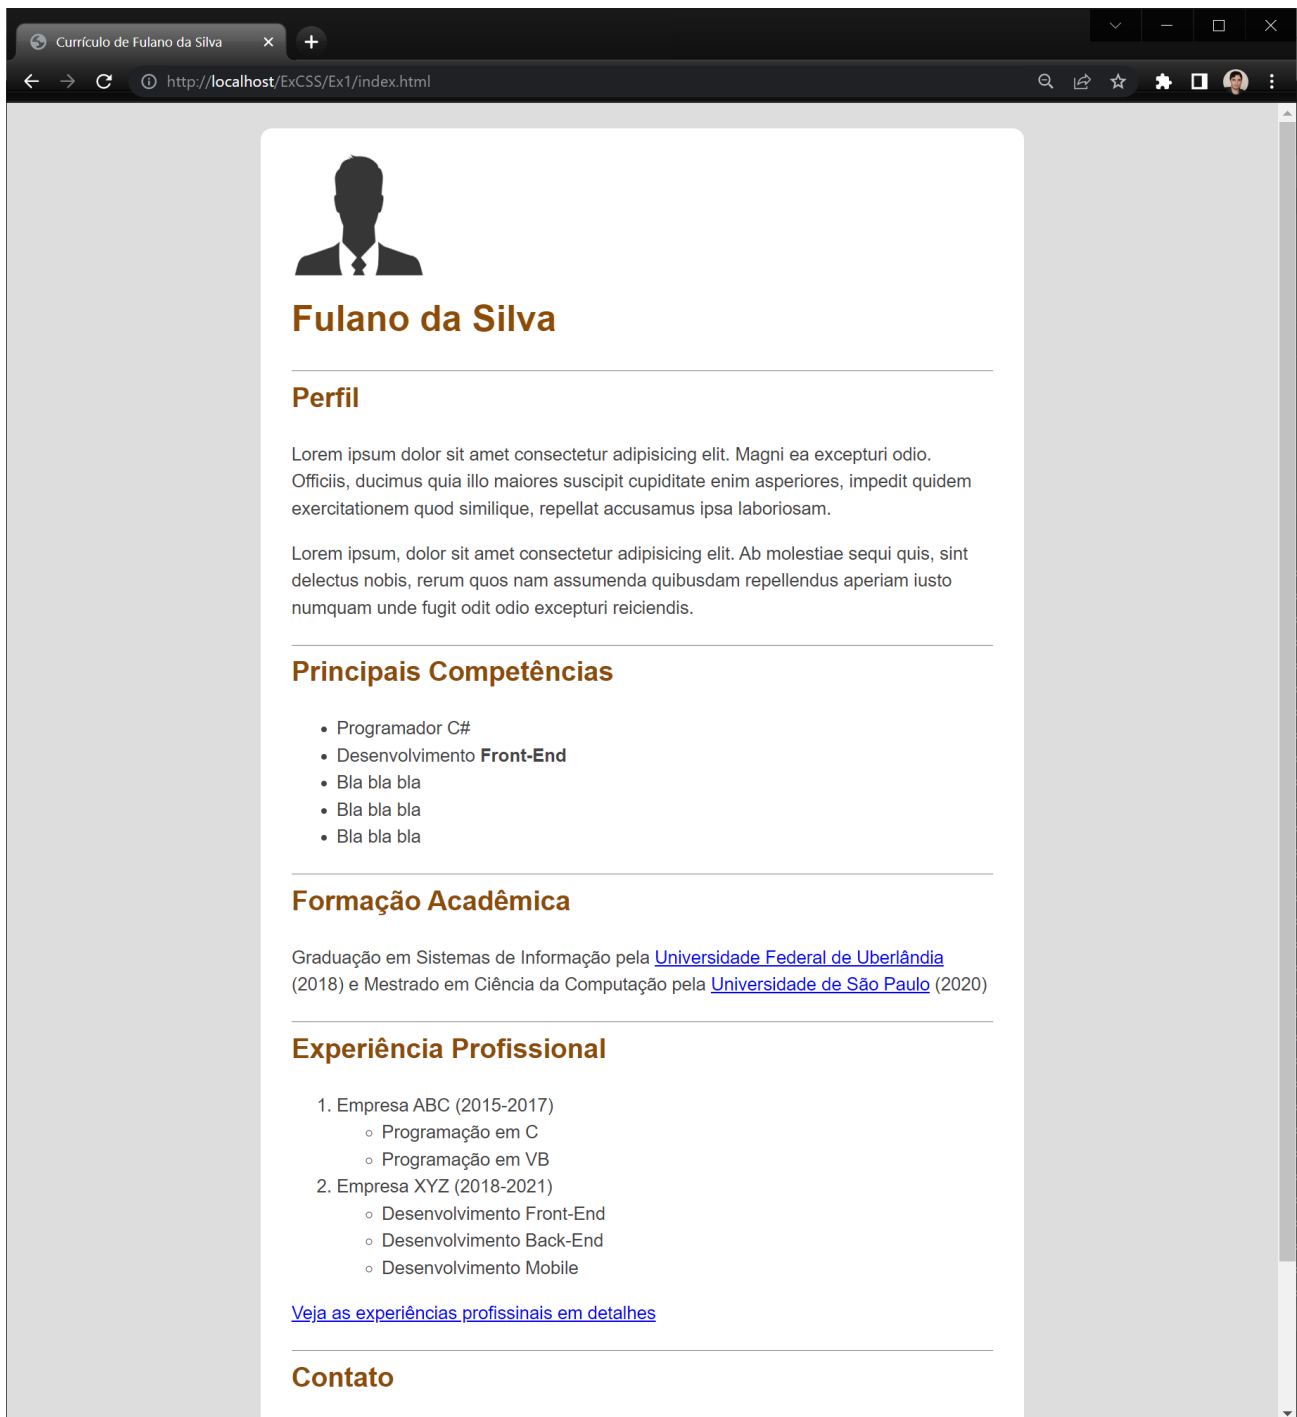 Currículo de Fulano da Silva
http://localhost/ExCSS/Ex1/index.html
Fulano da Silva
Perfil
Lorem ipsum dolor sit amet consectetur adipisicing elit. Magni ea excepturi odio.
Officiis, ducimus quia illo maiores suscipit cupiditate enim asperiores, impedit quidem
exercitationem quod similique, repellat accusamus ipsa laboriosam.
Lorem ipsum, dolor sit amet consectetur adipisicing elit. Ab molestiae sequi quis, sint
delectus nobis, rerum quos nam assumenda quibusdam repellendus aperiam iusto
numquam unde fugit odit odio excepturi reiciendis.
Principais Competências
• Programador C#
• Desenvolvimento Front-End
• Bla bla bla
• Bla bla bla
• Bla bla bla
Formação Acadêmica
Graduação em Sistemas de Informação pela Universidade Federal de Uberlândia
(2018) e Mestrado em Ciência da Computação pela Universidade de São Paulo (2020)
Experiência Profissional
1. Empresa ABC (2015-2017)
◦ Programação em C
◦ Programação em VB
2. Empresa XYZ (2018-2021)
◦ Desenvolvimento Front-End
◦ Desenvolvimento Back-End
◦ Desenvolvimento Mobile
Veja as experiências profissinais em detalhes
Contato